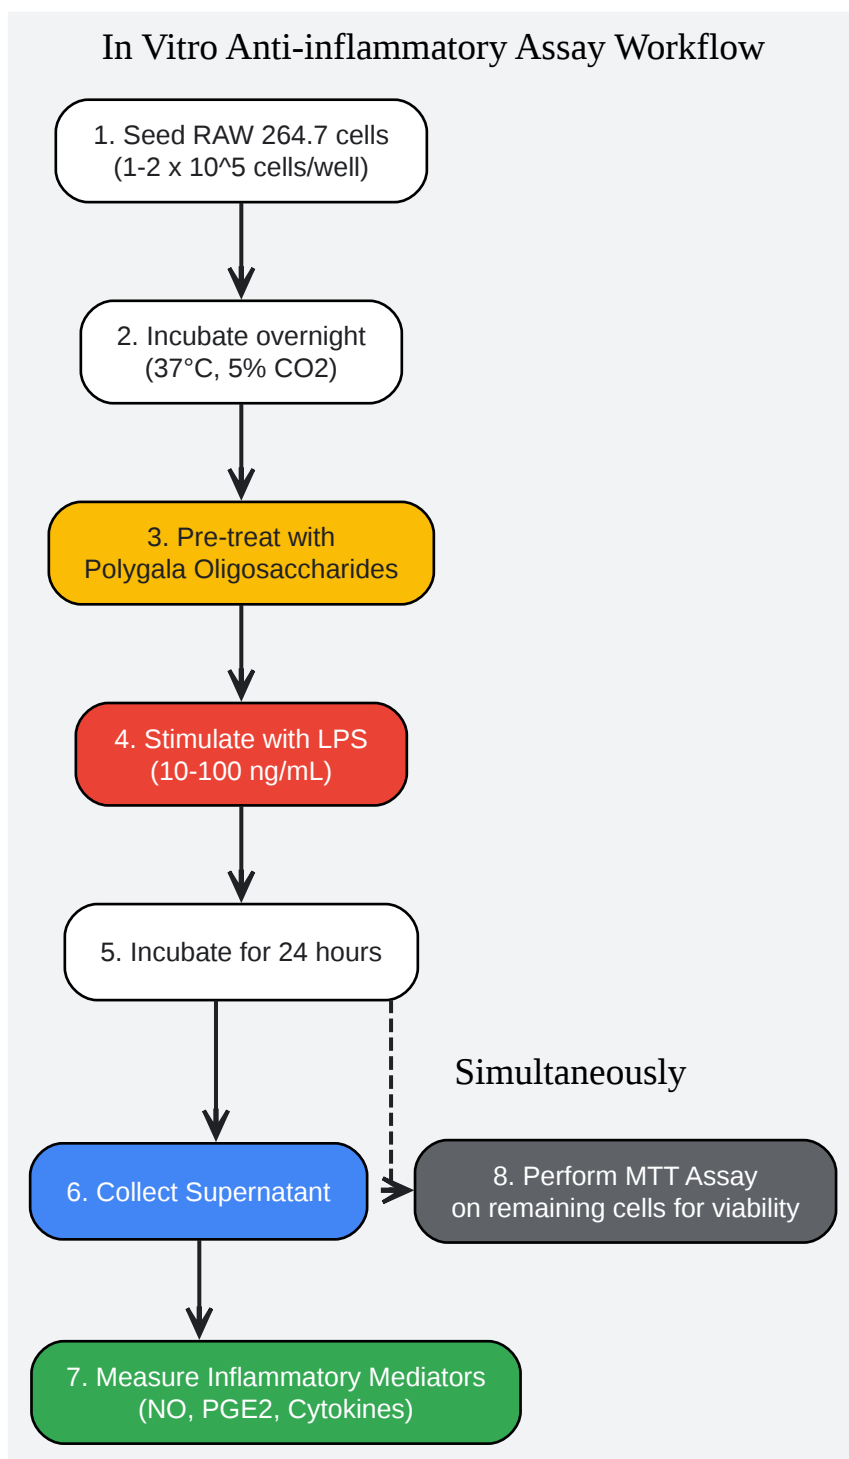 In Vitro Anti-inflammatory Assay Workflow
1. Seed RAW 264.7 cells
(1-2 x 10^5 cells/well)
2. Incubate overnight
(37°C, 5% CO2)
3. Pre-treat with
Polygala Oligosaccharides
4. Stimulate with LPS
(10-100 ng/mL)
5. Incubate for 24 hours
Simultaneously
6. Collect Supernatant
8. Perform MTT Assay
on remaining cells for viability
7. Measure Inflammatory Mediators
(NO, PGE2, Cytokines)